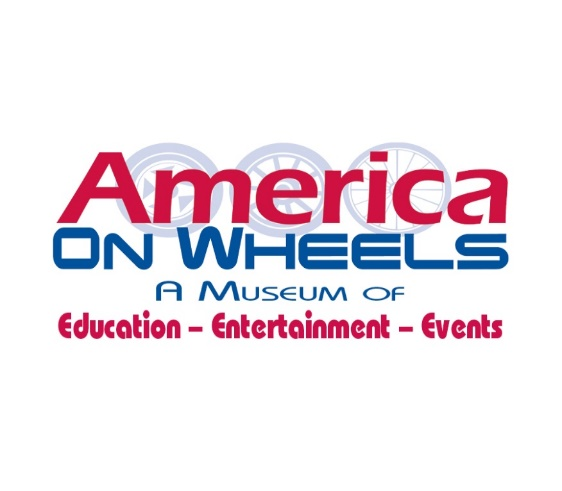 America
On Wheels
A Museum of
Education – Entertainment – Events